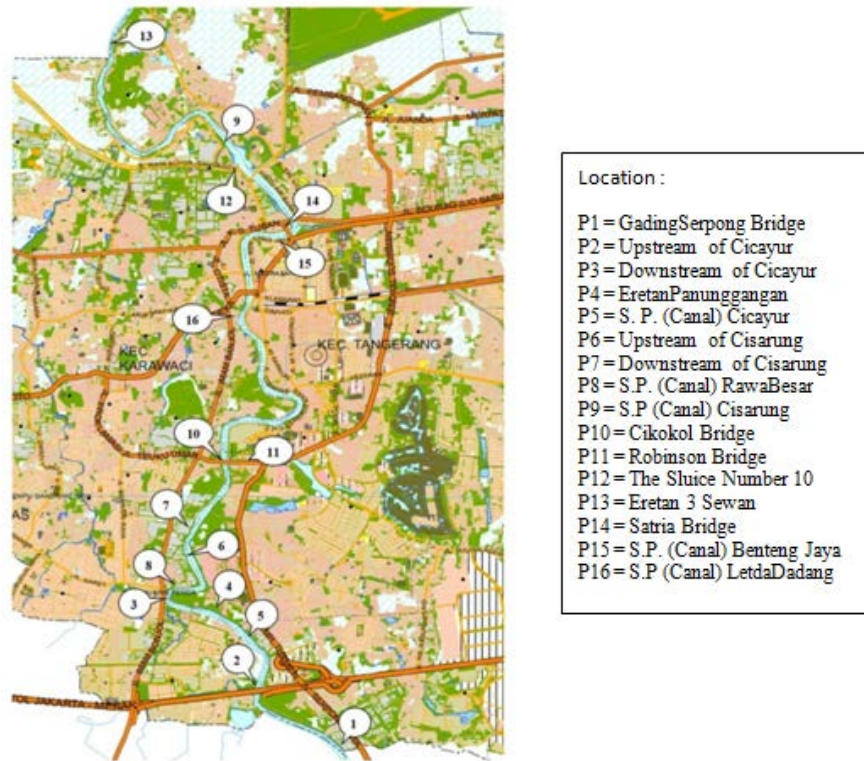 13
9
12
14
15
16
KEC TANGERANG
KEC
KARAWACI
10
11
7
6
8
4
3
5
2
TOL JAKARTA - MERAK
1
Location :
P1 = GadingSerpong Bridge
P2 = Upstream of Cicayur
P3 = Downstream of Cicayur
P4 = EretanPanunggangan
P5 = S. P. (Canal) Cicayur
P6 = Upstream of Cisarung
P7 = Downstream of Cisarung
P8 = S.P. (Canal) RawaBesar
P9 = S.P (Canal) Cisarung
P10 = Cikokol Bridge
P11 = Robinson Bridge
P12 = The Sluice Number 10
P13 = Eretan 3 Sewan
P14 = Satria Bridge
P15 = S.P. (Canal) Benteng Jaya
P16 = S.P (Canal) LetdaDadang